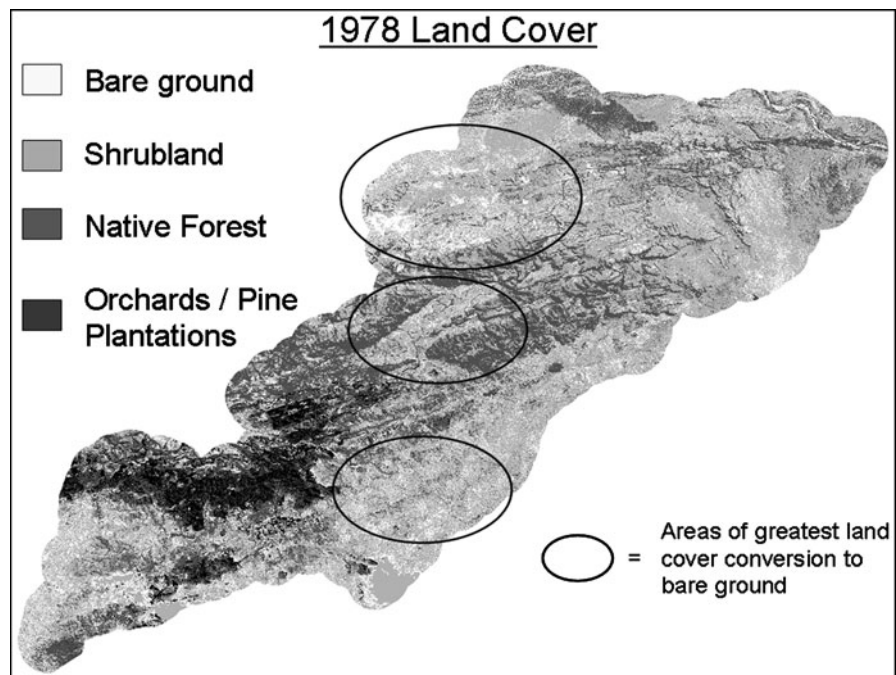 1978 Land Cover
Bare ground
Shrubland
Native Forest
Orchards / Pine
Plantations
= Areas of greatest land
cover conversion to
bare ground